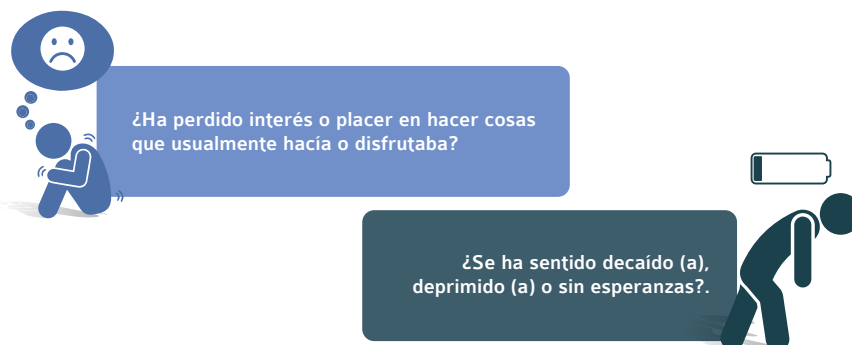 ¿Ha perdido interés o placer en hacer cosas
que usualmente hacía o disfrutaba?
¿Se ha sentido decaído (a),
deprimido (a) o sin esperanzas?.